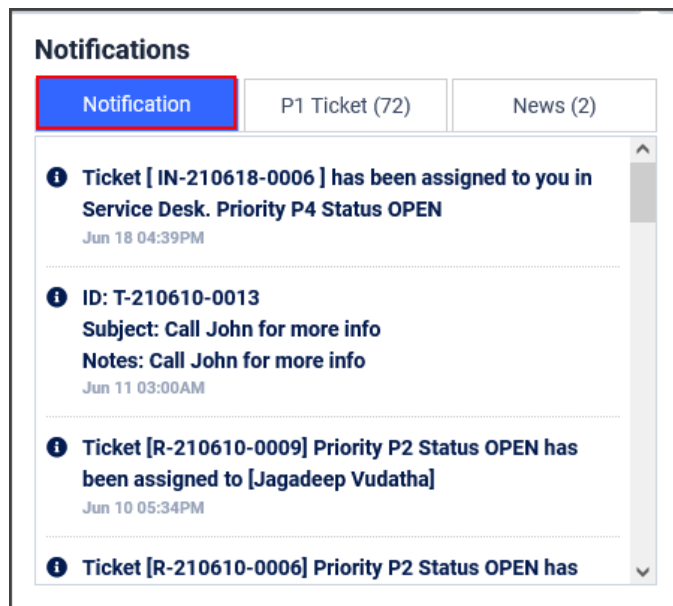 Notifications
Notification
P1 Ticket (72)
News (2)
Ticket [ IN-210618-0006 ] has been assigned to you in
Service Desk. Priority P4 Status OPEN
Jun 18 04:39PM
ID: T-210610-0013
Subject: Call John for more info
Notes: Call John for more info
Jun 11 03:00AM
Ticket [R-210610-0009] Priority P2 Status OPEN has
been assigned to [Jagadeep Vudatha]
Jun 10 05:34PM
Ticket [R-210610-0006] Priority P2 Status OPEN has